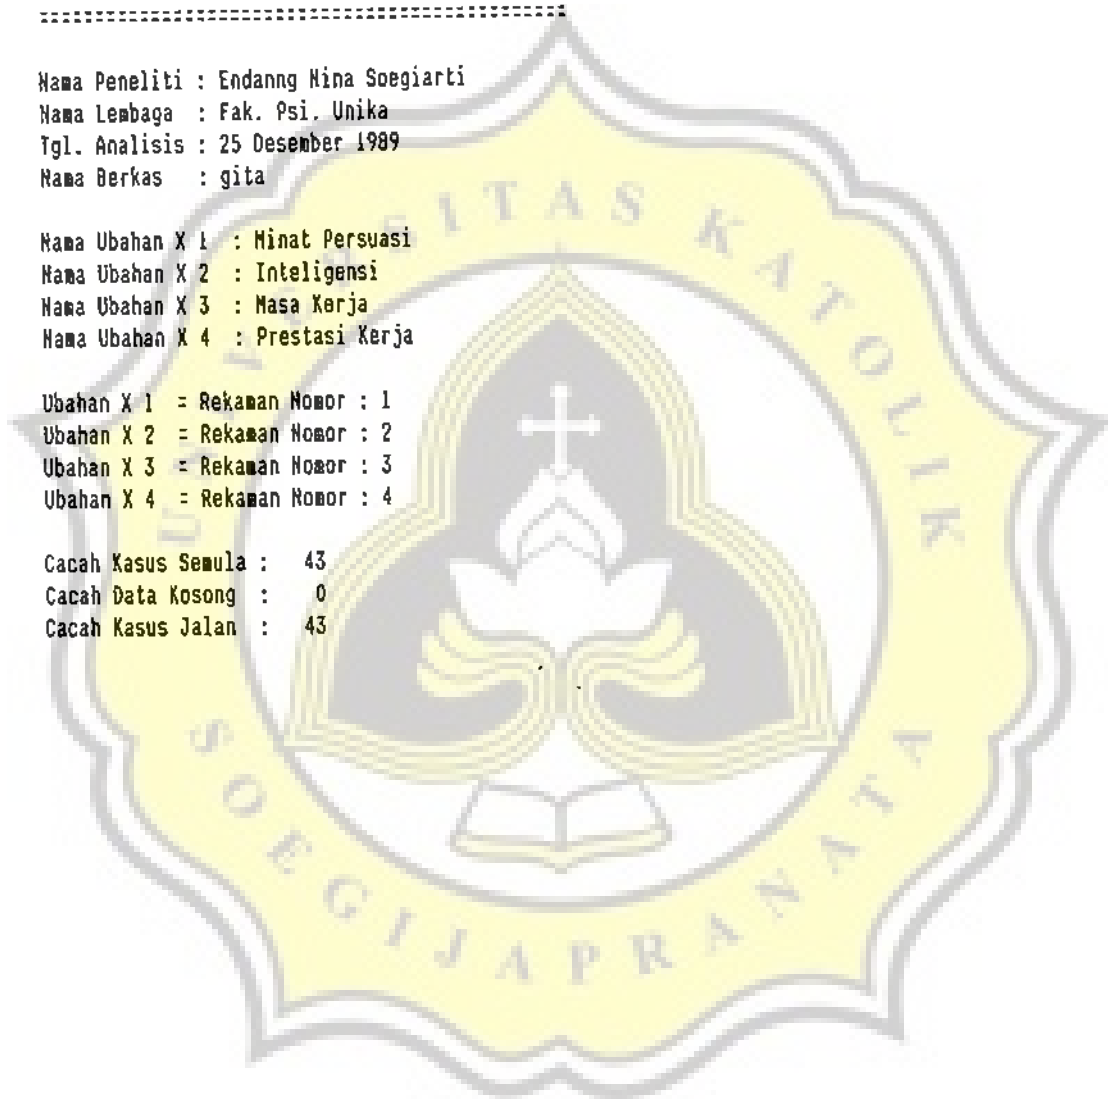 ==========================================
Nama Peneliti : Endanng Nina Soegiarti
Nama Lembaga : Fak. Psi. Unika
Tgl. Analisis : 25 Desember 1989
Nama Berkas : gita
Nama Ubahan X 1 : Minat Persuasi
Nama Ubahan X 2 : Inteligensi
Nama Ubahan X 3 : Masa Kerja
Nama Ubahan X 4 : Prestasi Kerja
Ubahan X 1 = Rekaman Nomor : 1
Ubahan X 2 = Rekaman Nomor : 2
Ubahan X 3 = Rekaman Nomor : 3
Ubahan X 4 = Rekaman Nomor : 4
Cacah Kasus Semula : 43
Cacah Data Kosong : 0
Cacah Kasus Jalan : 43
UNIVERSITAS KATOLIK
SOEGIJAPRANATA